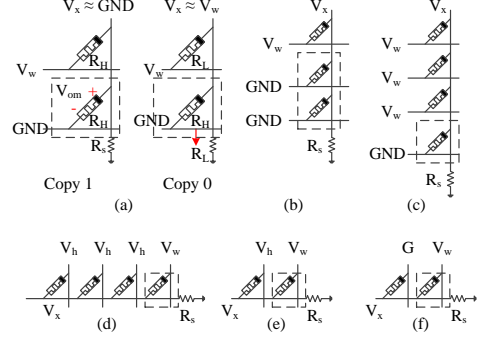 Vx ≈ GND Vx ≈ Vw Vx Vx
Vw RH Vw RL Vw Vw
Vom + GND Vw
- Vw
GND RH GND RH GND GND
Rs RL Rs Rs
Copy 1 Copy 0
(a) (b) (c)
Vh Vh Vh Vw Vh Vw G Vw
Vx Rs Vx Rs Vx Rs
(d) (e) (f)